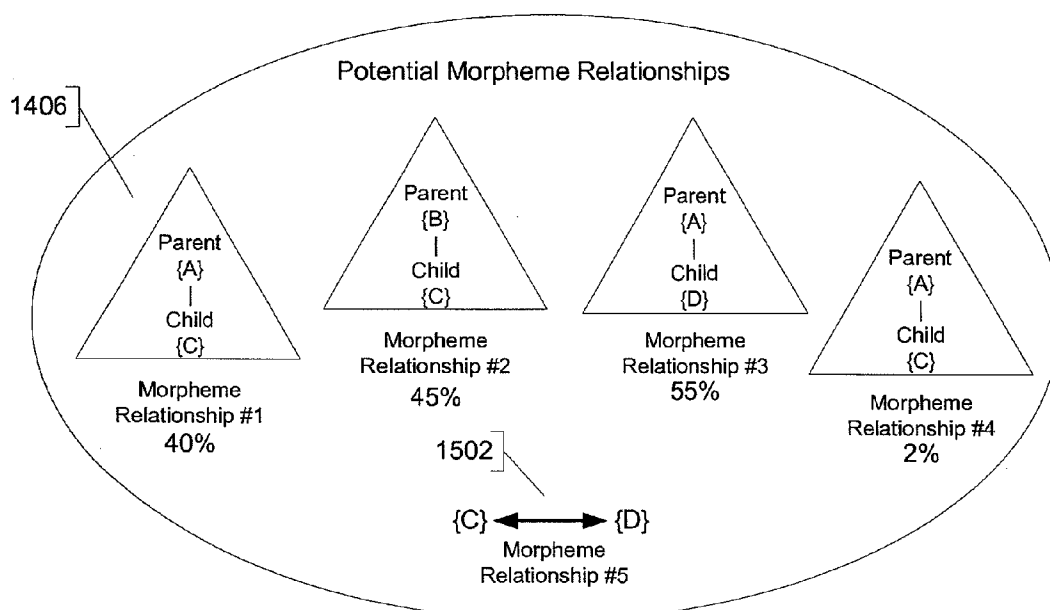 Potential Morpheme Relationships
1406
Parent
{A}
Child
{C}
Morpheme
Relationship #1
40%
Parent
{B}
Child
{C}
Morpheme
Relationship #2
45%
Parent
{A}
Child
{D}
Morpheme
Relationship #3
55%
Parent
{A}
Child
{C}
Morpheme
Relationship #4
2%
1502
{C} {D}
Morpheme
Relationship #5